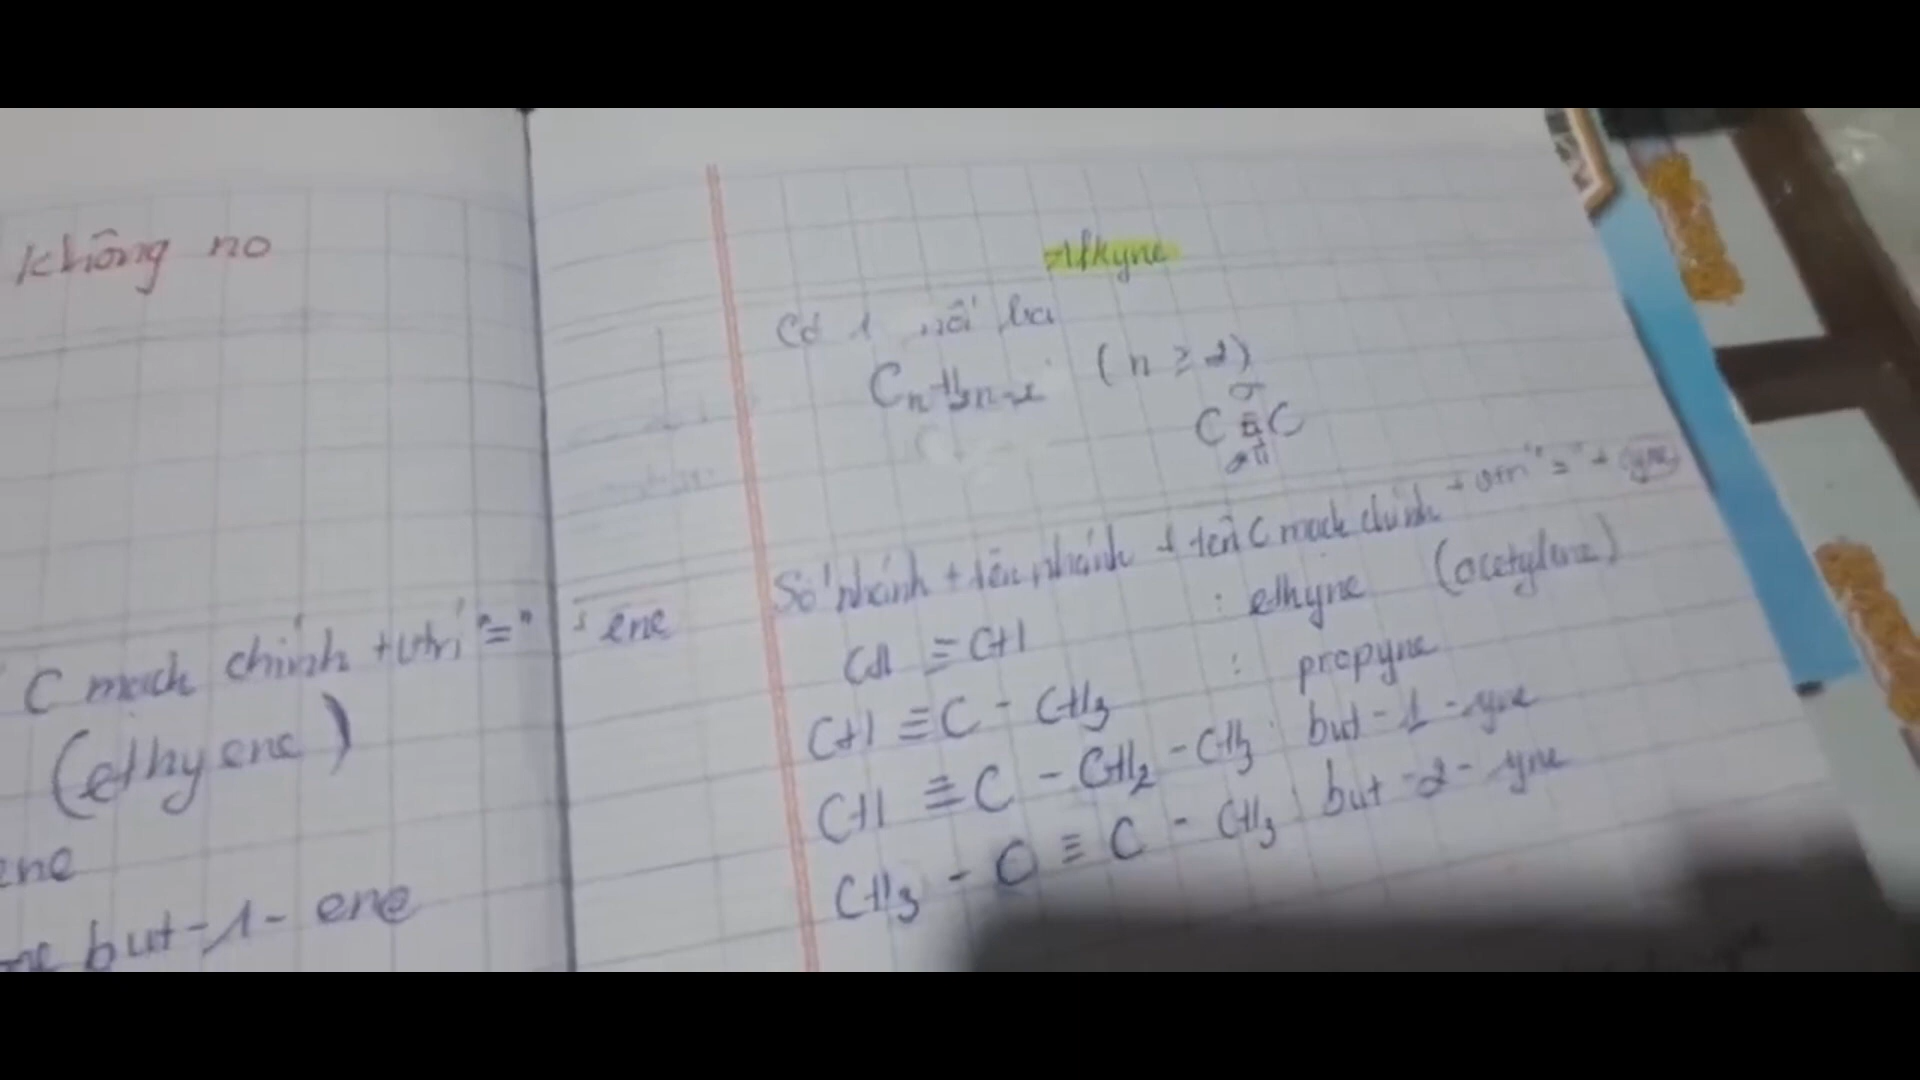 không no
C mạch chính + vtrí "=" + ene
(ethyene)
ene
but-1-ene
Alkyne
Có 1 nối ba
CnH2n-2 (n ≥ 2)
σ
C≡C
2π
Số nhánh + tên nhánh + tên C mạch chính + vtrí "≡" + yne
CH ≡ CH : ethyne (acetylene)
CH ≡ C - CH3 : propyne
CH ≡ C - CH2 - CH3 : but-1-yne
CH3 - C ≡ C - CH3 : but-2-yne